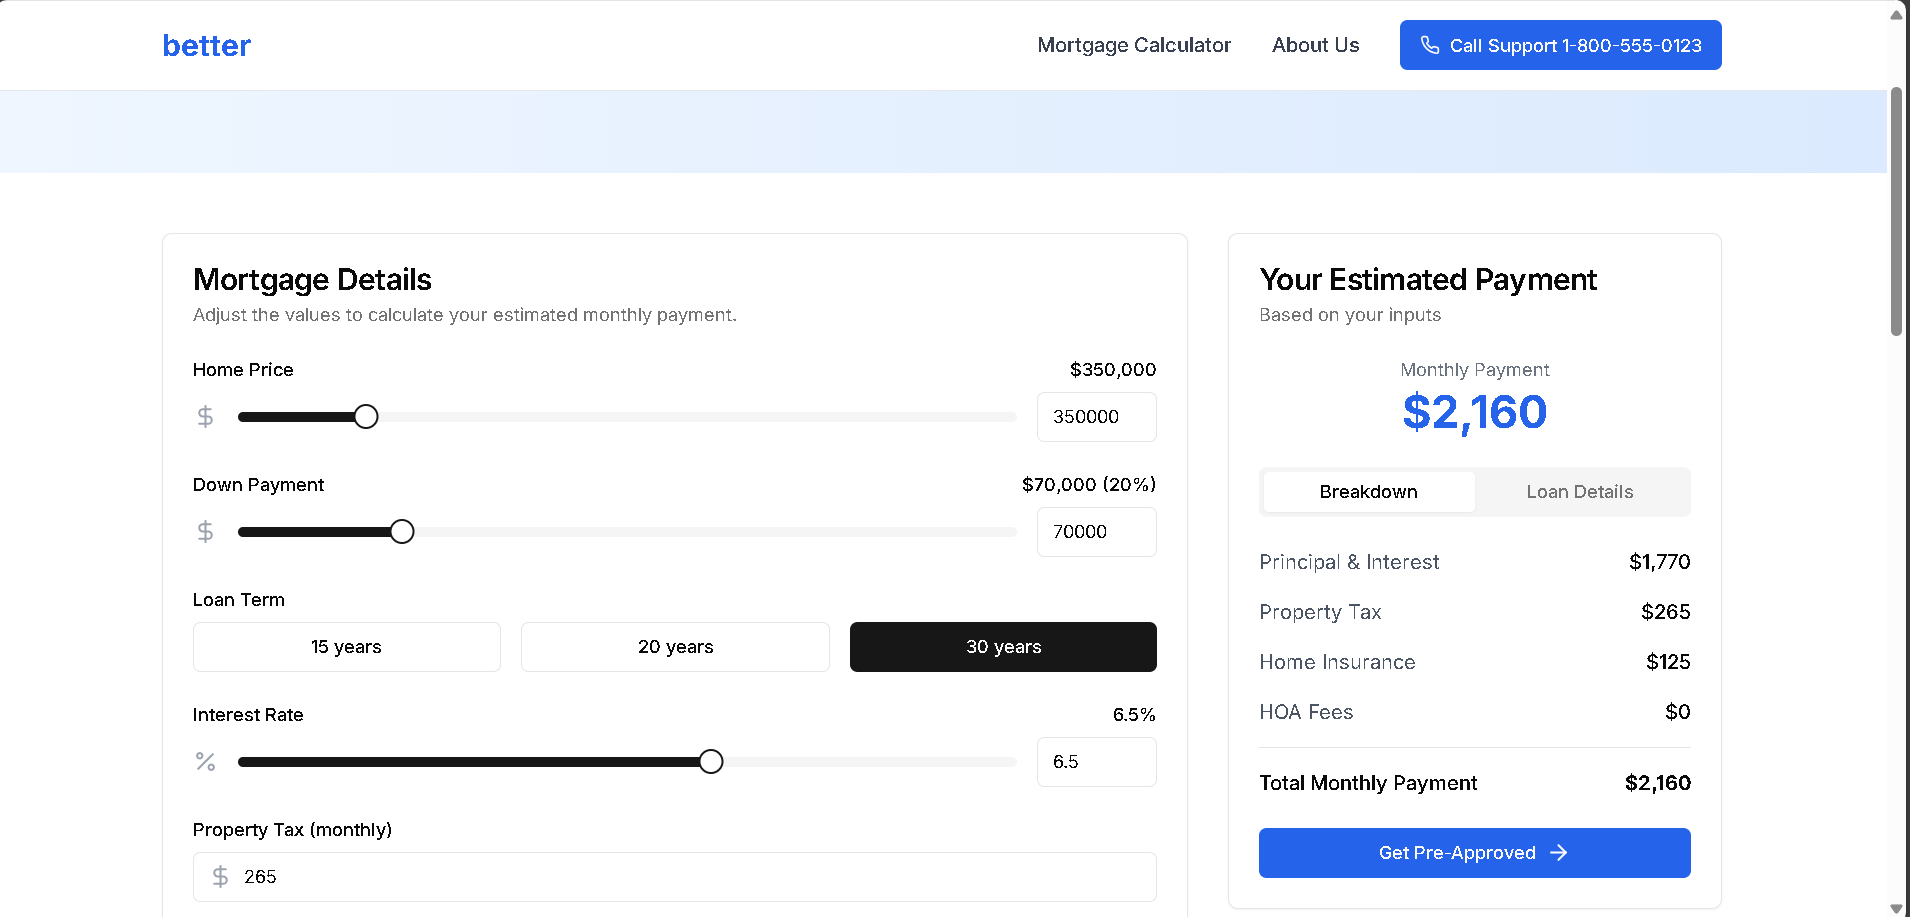 better
Mortgage Calculator
About Us
Call Support 1-800-555-0123
Mortgage Details
Adjust the values to calculate your estimated monthly payment.
Home Price
$350,000
$
350000
Down Payment
$70,000 (20%)
$
70000
Loan Term
15 years
20 years
30 years
Interest Rate
6.5%
%
6.5
Property Tax (monthly)
$
265
Your Estimated Payment
Based on your inputs
Monthly Payment
$2,160
Breakdown
Loan Details
Principal & Interest
$1,770
Property Tax
$265
Home Insurance
$125
HOA Fees
$0
Total Monthly Payment
$2,160
Get Pre-Approved